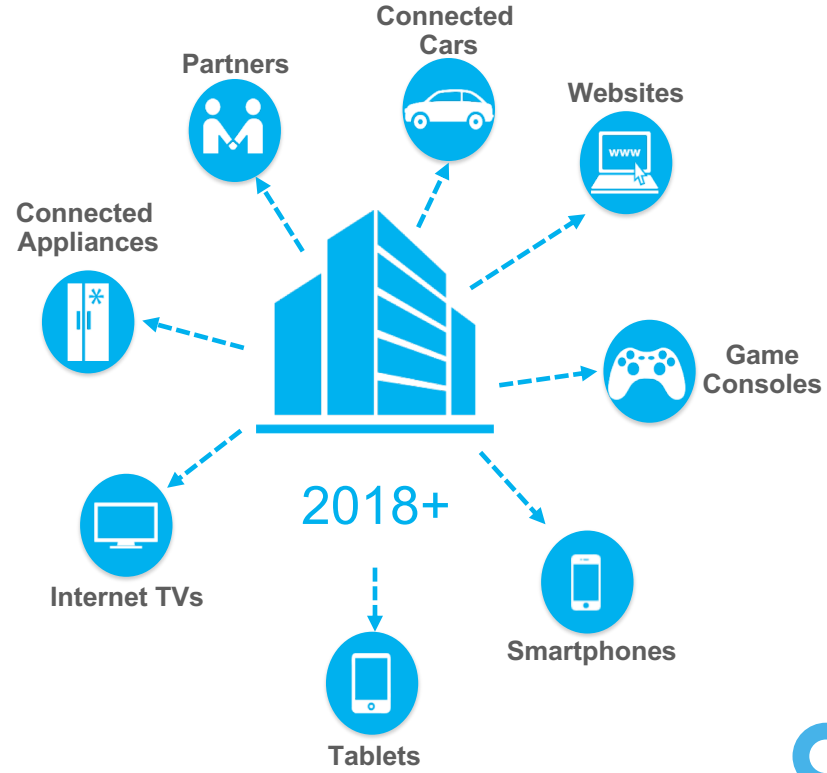 Connected
Cars
Partners
Websites
www
Connected
Appliances
Game
Consoles
2018+
Internet TVs
Smartphones
Tablets